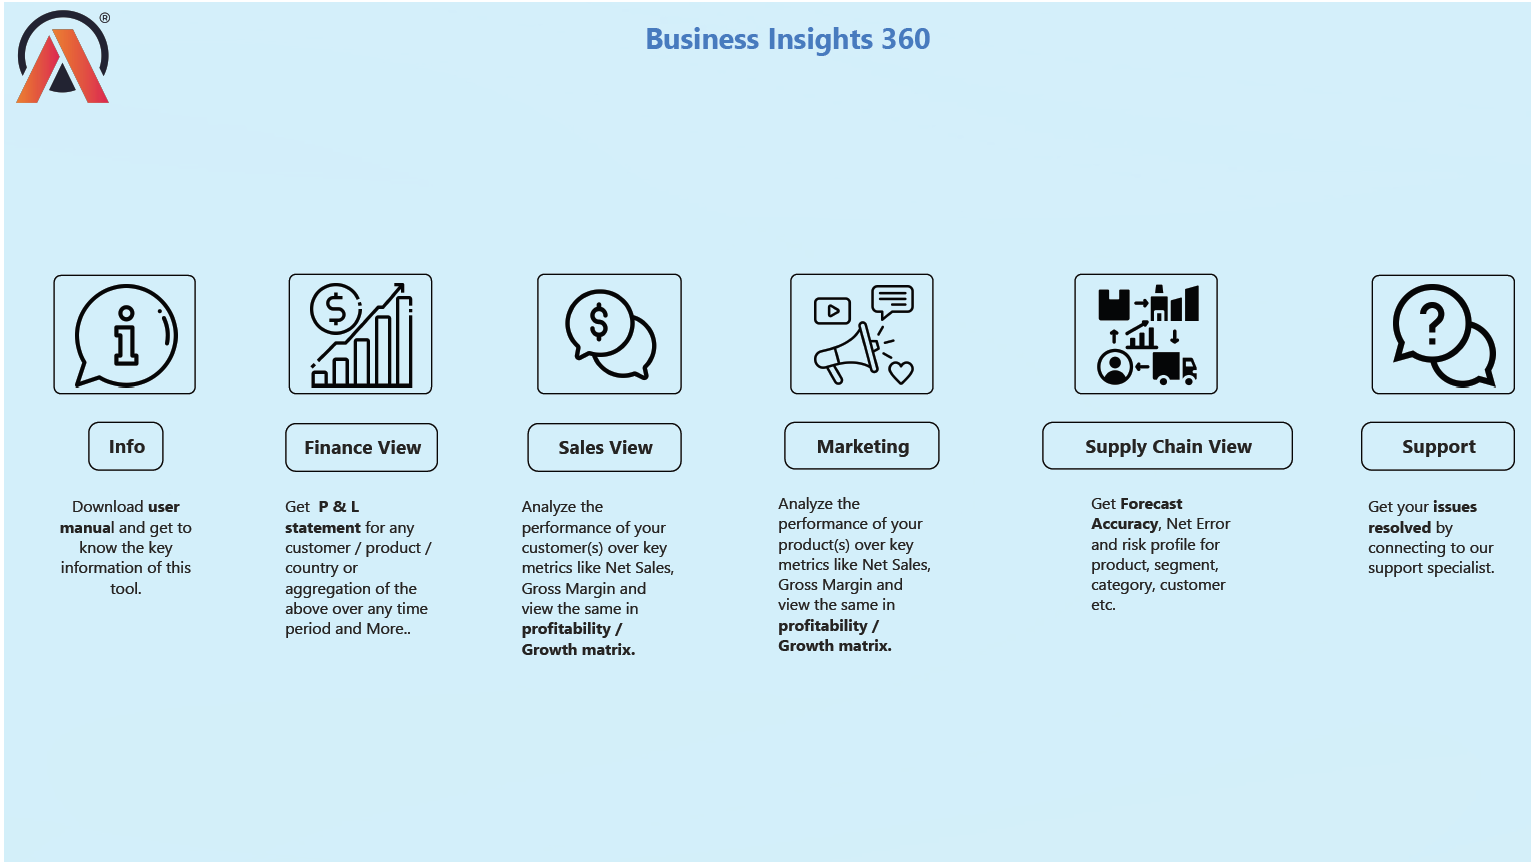 ®
Business Insights 360
Info
Download user
manual and get to
know the key
information of this
tool.
Finance View
Get P & L
statement for any
customer / product /
country or
aggregation of the
above over any time
period and More..
Sales View
Analyze the
performance of your
customer(s) over key
metrics like Net Sales,
Gross Margin and
view the same in
profitability /
Growth matrix.
Marketing
Analyze the
performance of your
product(s) over key
metrics like Net Sales,
Gross Margin and
view the same in
profitability /
Growth matrix.
Supply Chain View
Get Forecast
Accuracy, Net Error
and risk profile for
product, segment,
category, customer
etc.
Support
Get your issues
resolved by
connecting to our
support specialist.